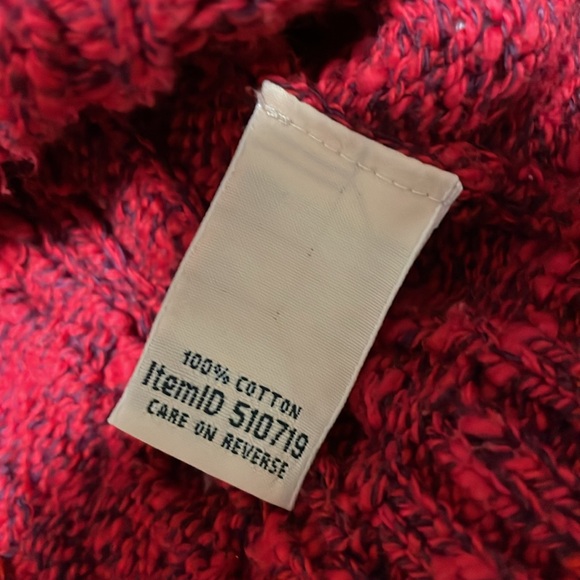 100% COTTON
ItemID 510719
CARE ON REVERSE